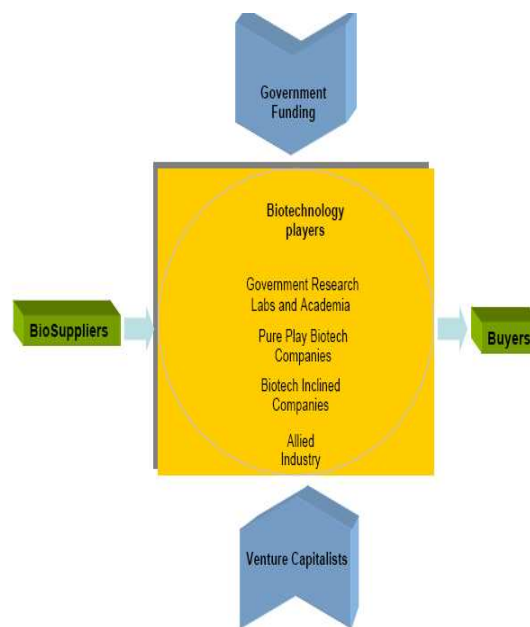 Government
Funding
Biotechnology
players
Government Research
Labs and Academia
Pure Play Biotech
Companies
Biotech Inclined
Companies
Allied
Industry
BioSuppliers
Buyers
Venture Capitalists